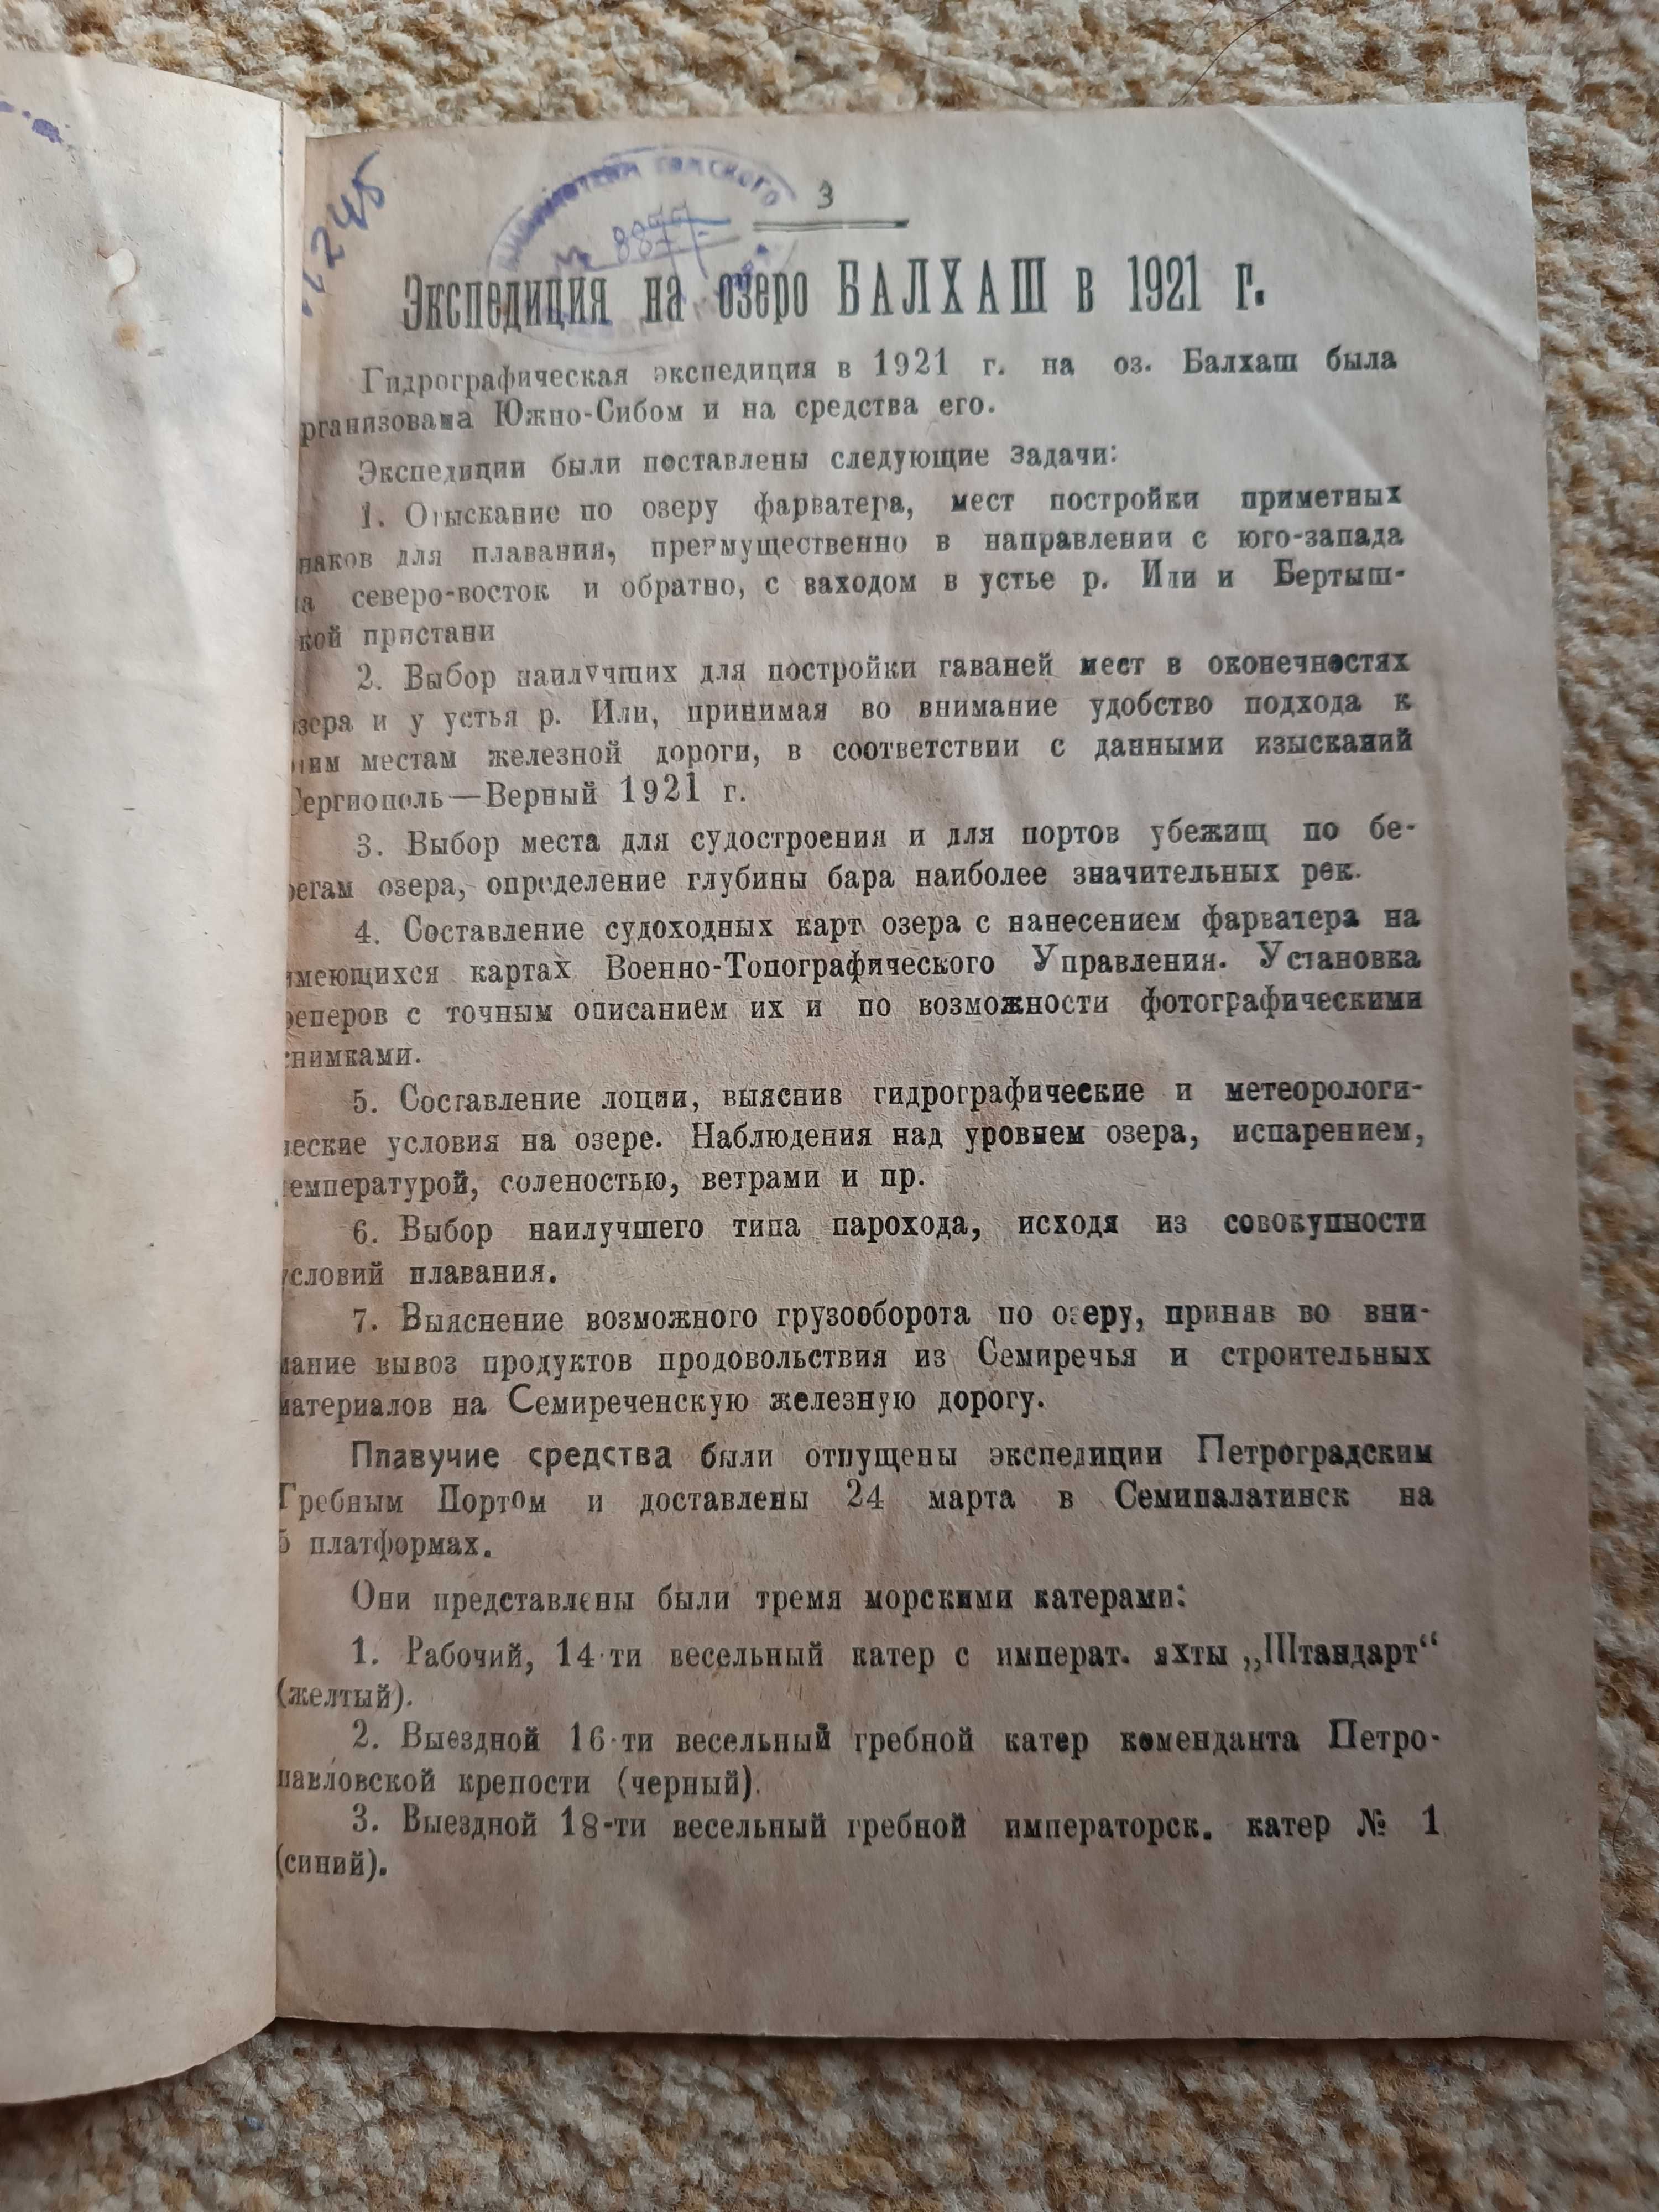 245
библиотеки томского
№ 887
3
Экспедиция на озеро БАЛХАШ в 1921 г.
Гидрографическая экспедиция в 1921 г. на оз. Балхаш была
рганизована Южно-Сибом и на средства его.
Экспедиции были поставлены следующие задачи:
1. Отыскание по озеру фарватера, мест постройки приметных
наков для плавания, преимущественно в направлении с юго-запада
а северо-восток и обратно, с ваходом в устье р. Или и Бертыш-
кой пристани
2. Выбор наилучших для постройки гаваней мест в оконечностях
зера и у устья р. Или, принимая во внимание удобство подхода к
тим местам железной дороги, в соответствии с данными изысканий
Сергиополь—Верный 1921 г.
3. Выбор места для судостроения и для портов убежищ по бе-
регам озера, определение глубины бара наиболее значительных рек.
4. Составление судоходных карт озера с нанесением фарватера на
имеющихся картах Военно-Топографического Управления. Установка
реперов с точным описанием их и по возможности фотографическими
снимками.
5. Составление лоции, выяснив гидрографические и метеорологи-
ческие условия на озере. Наблюдения над уровнем озера, испарением,
температурой, соленостью, ветрами и пр.
6. Выбор наилучшего типа парохода, исходя из совокупности
условий плавания.
7. Выяснение возможного грузооборота по озеру, приняв во вни-
мание вывоз продуктов продовольствия из Семиречья и строительных
материалов на Семиреченскую железную дорогу.
Плавучие средства были отпущены экспедиции Петроградским
Гребным Портом и доставлены 24 марта в Семипалатинск на
5 платформах.
Они представлены были тремя морскими катерами:
1. Рабочий, 14-ти весельный катер с императ. яхты „Штандарт“
(желтый).
2. Выездной 16-ти весельный гребной катер коменданта Петро-
павловской крепости (черный).
3. Выездной 18-ти весельный гребной императорск. катер № 1
(синий).